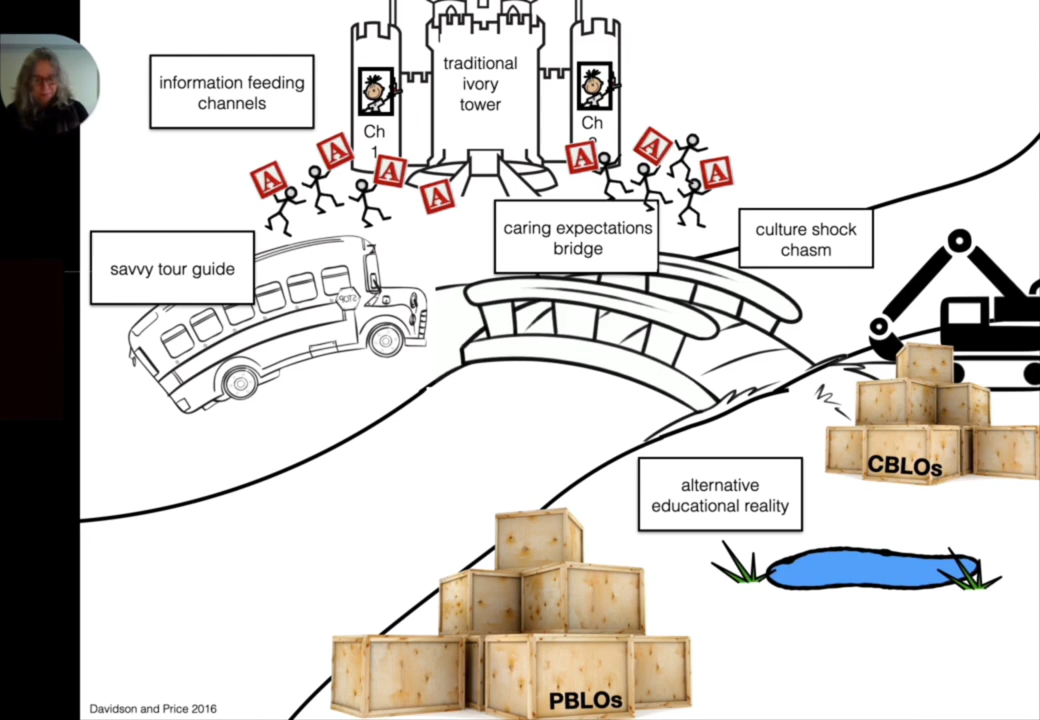 information feeding
channels
traditional
ivory
tower
Ch
1
Ch
A
A
A
A
A
A
A
caring expectations
bridge
culture shock
chasm
savvy tour guide
STOP
CBLOs
alternative
educational reality
PBLOs
Davidson and Price 2016